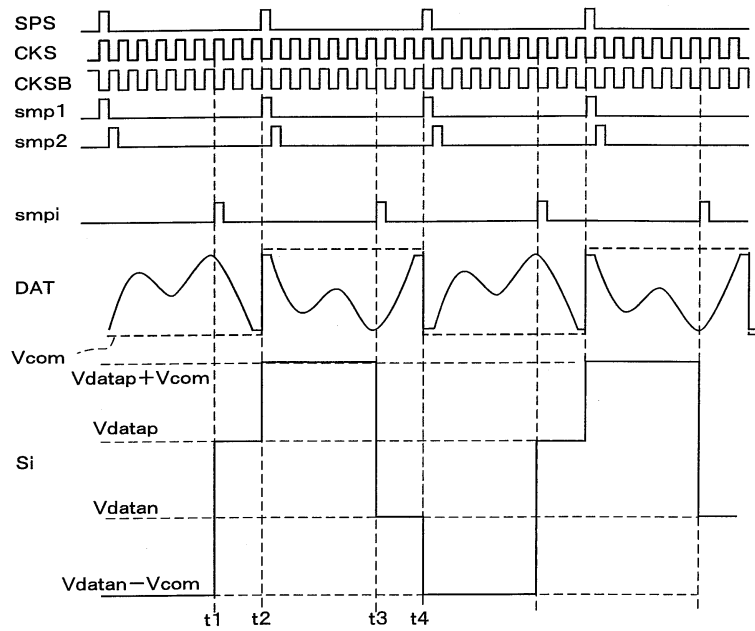 SPS
CKS
CKSB
smp1
smp2
smpi
DAT
Vcom
Vdatap+Vcom
Vdatap
Si
Vdatan
Vdatan−Vcom
t1 t2 t3 t4